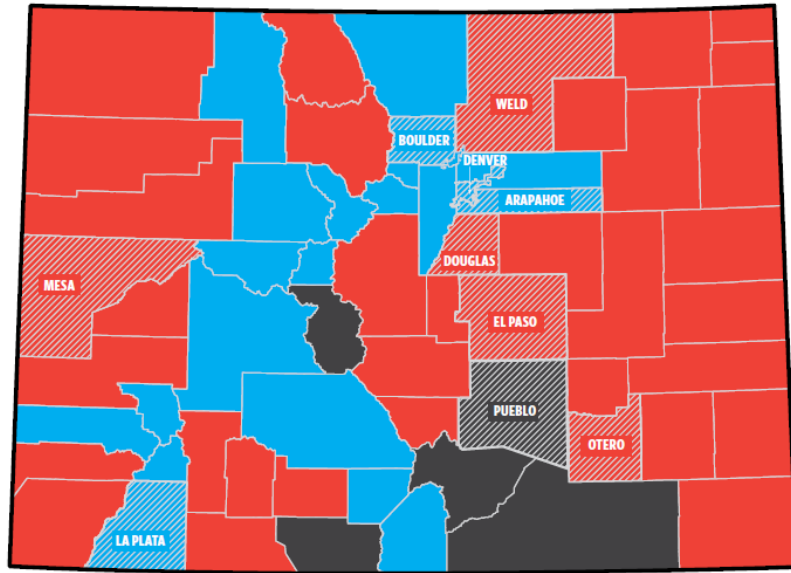 WELD
BOULDER
DENVER
ARAPAHOE
DOUGLAS
MESA
EL PASO
PUEBLO
OTERO
LA PLATA